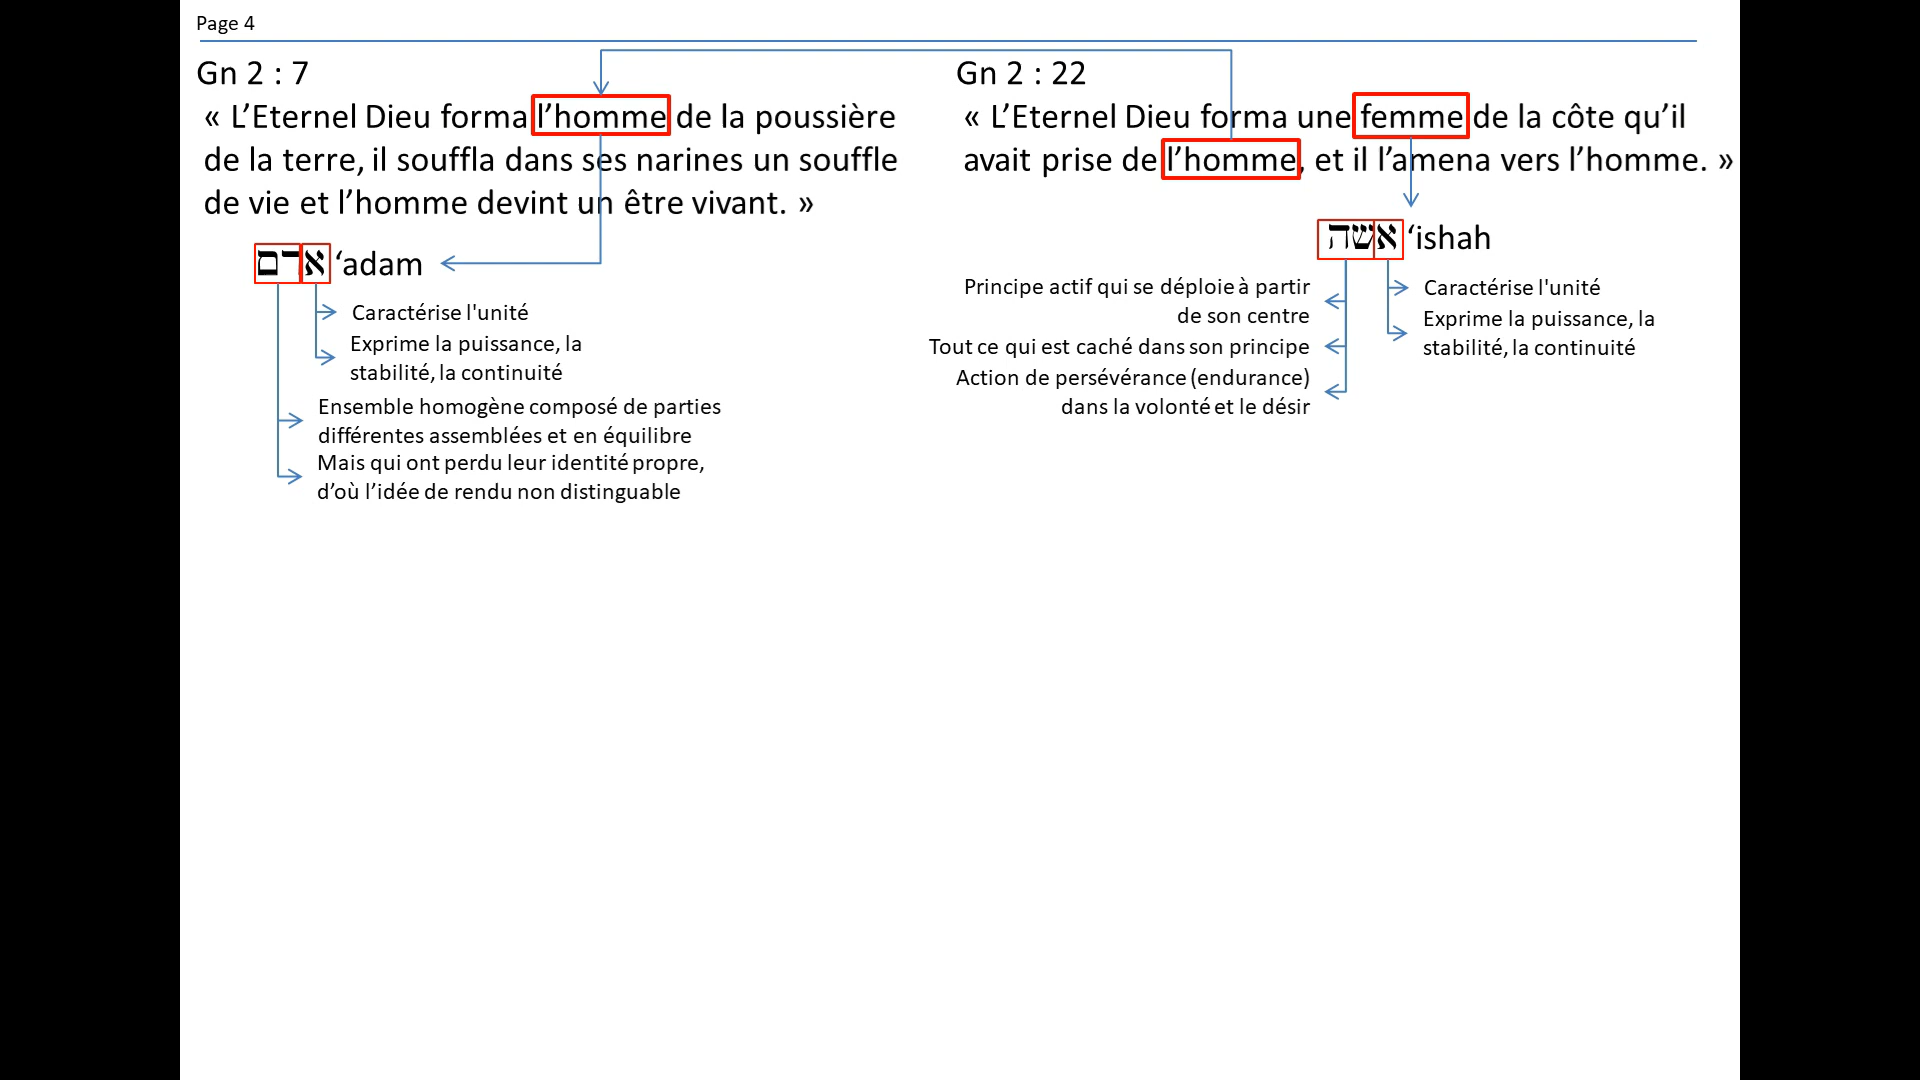 Page 4
Gn 2 : 7
« L’Eternel Dieu forma l’homme de la poussière
de la terre, il souffla dans ses narines un souffle
de vie et l’homme devint un être vivant. »
אדם ‘adam
Caractérise l'unité
Exprime la puissance, la
stabilité, la continuité
Ensemble homogène composé de parties
différentes assemblées et en équilibre
Mais qui ont perdu leur identité propre,
d’où l’idée de rendu non distinguable
Gn 2 : 22
« L’Eternel Dieu forma une femme de la côte qu’il
avait prise de l’homme, et il l’amena vers l’homme. »
אשה ‘ishah
Principe actif qui se déploie à partir
de son centre
Tout ce qui est caché dans son principe
Action de persévérance (endurance)
dans la volonté et le désir
Caractérise l'unité
Exprime la puissance, la
stabilité, la continuité